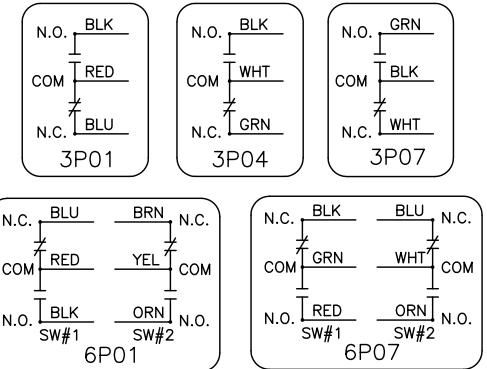 N.O. BLK
COM RED
N.C. BLU
3P01
N.O. BLK
COM WHT
N.C. GRN
3P04
N.O. GRN
COM BLK
N.C. WHT
3P07
N.C. BLU BRN N.C.
COM RED YEL COM
N.O. BLK ORN N.O.
SW#1 SW#2
6P01
N.C. BLK BLU N.C.
COM GRN WHT COM
N.O. RED ORN N.O.
SW#1 SW#2
6P07